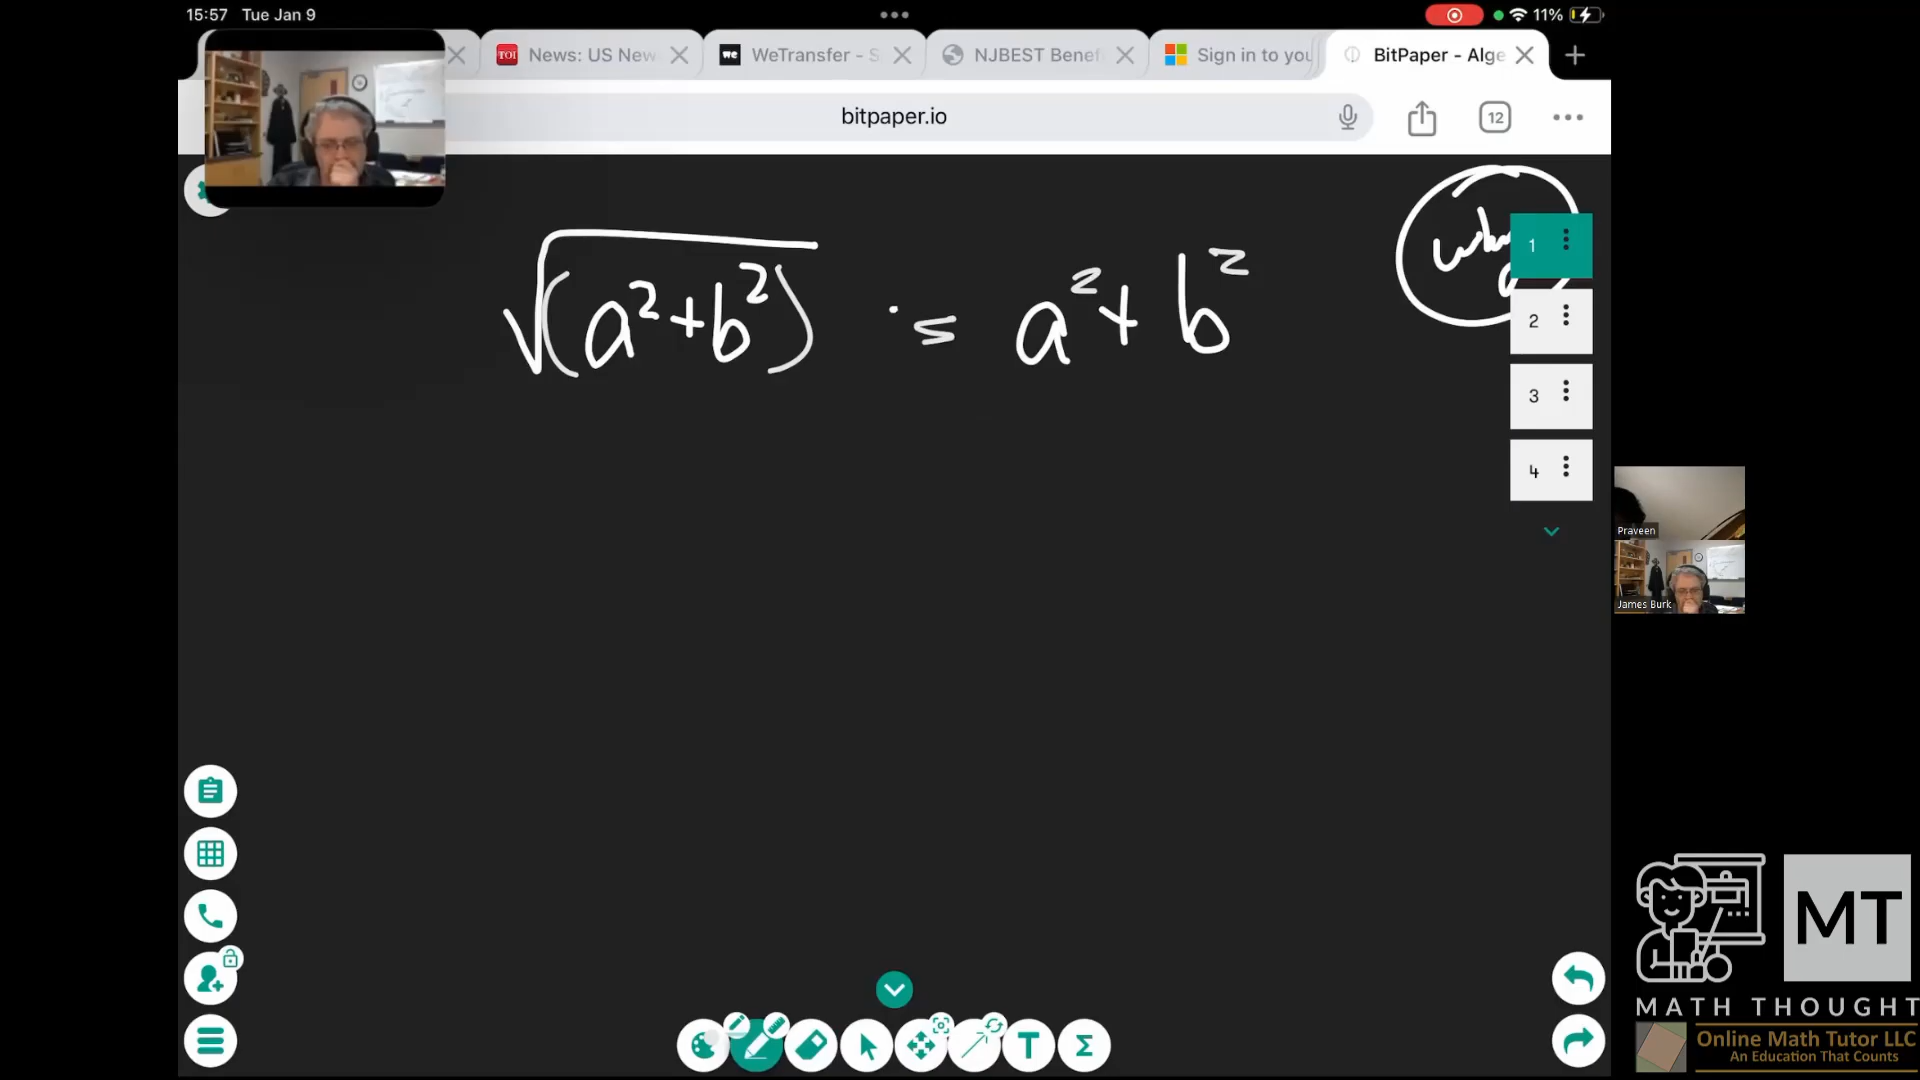 15:57 Tue Jan 9
11%
News: US New
WeTransfer - S
NJBEST Benef
Sign in to you
BitPaper - Alge
bitpaper.io
12
√(a²+b²) = a²+ b²
1
2
3
4
Praveen
James Burk
MT
MATH THOUGHT
Online Math Tutor LLC
An Education That Counts
T
Σ